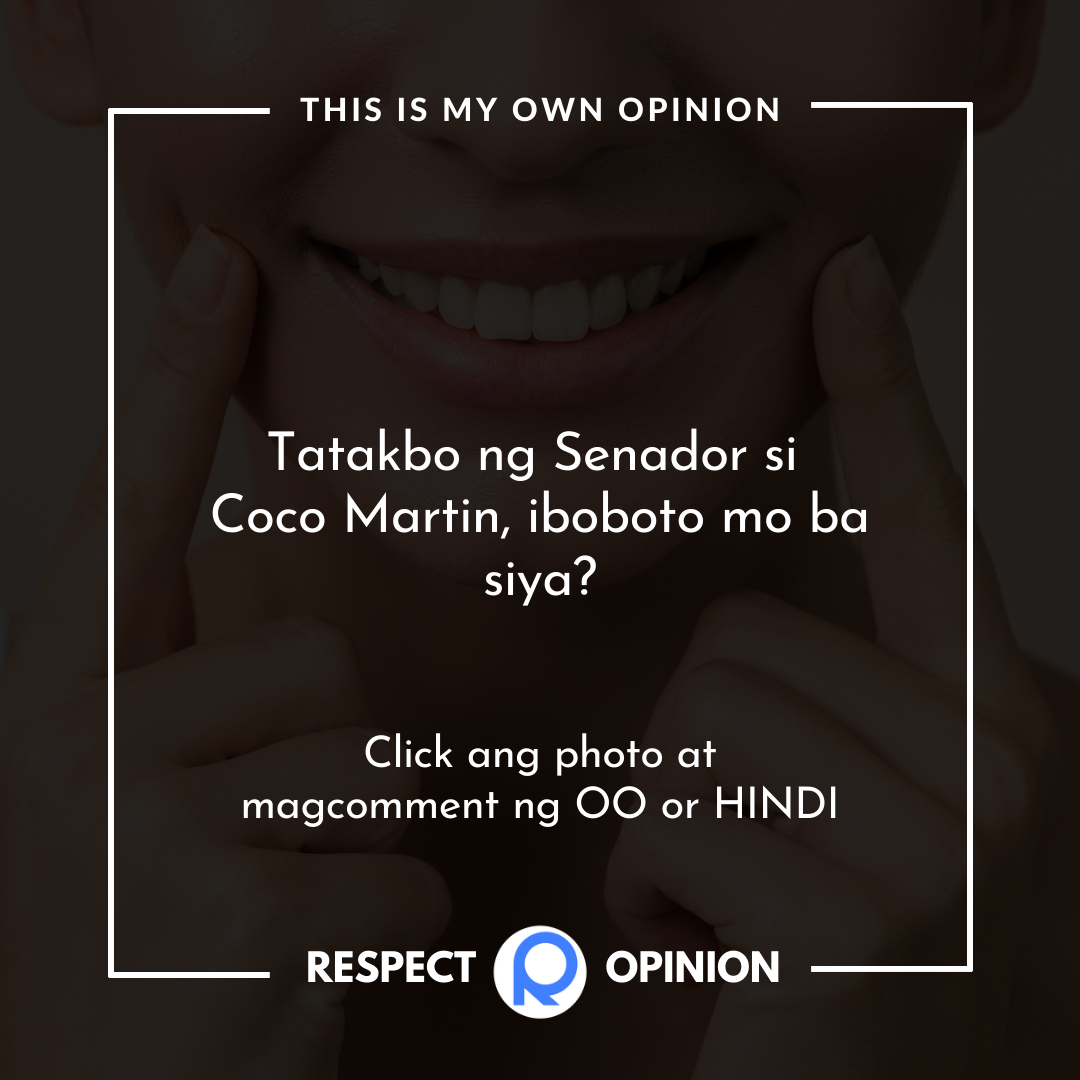 THIS IS MY OWN OPINION
Tatakbo ng Senador si
Coco Martin, iboboto mo ba
siya?
Click ang photo at
magcomment ng OO or HINDI
RESPECT R OPINION